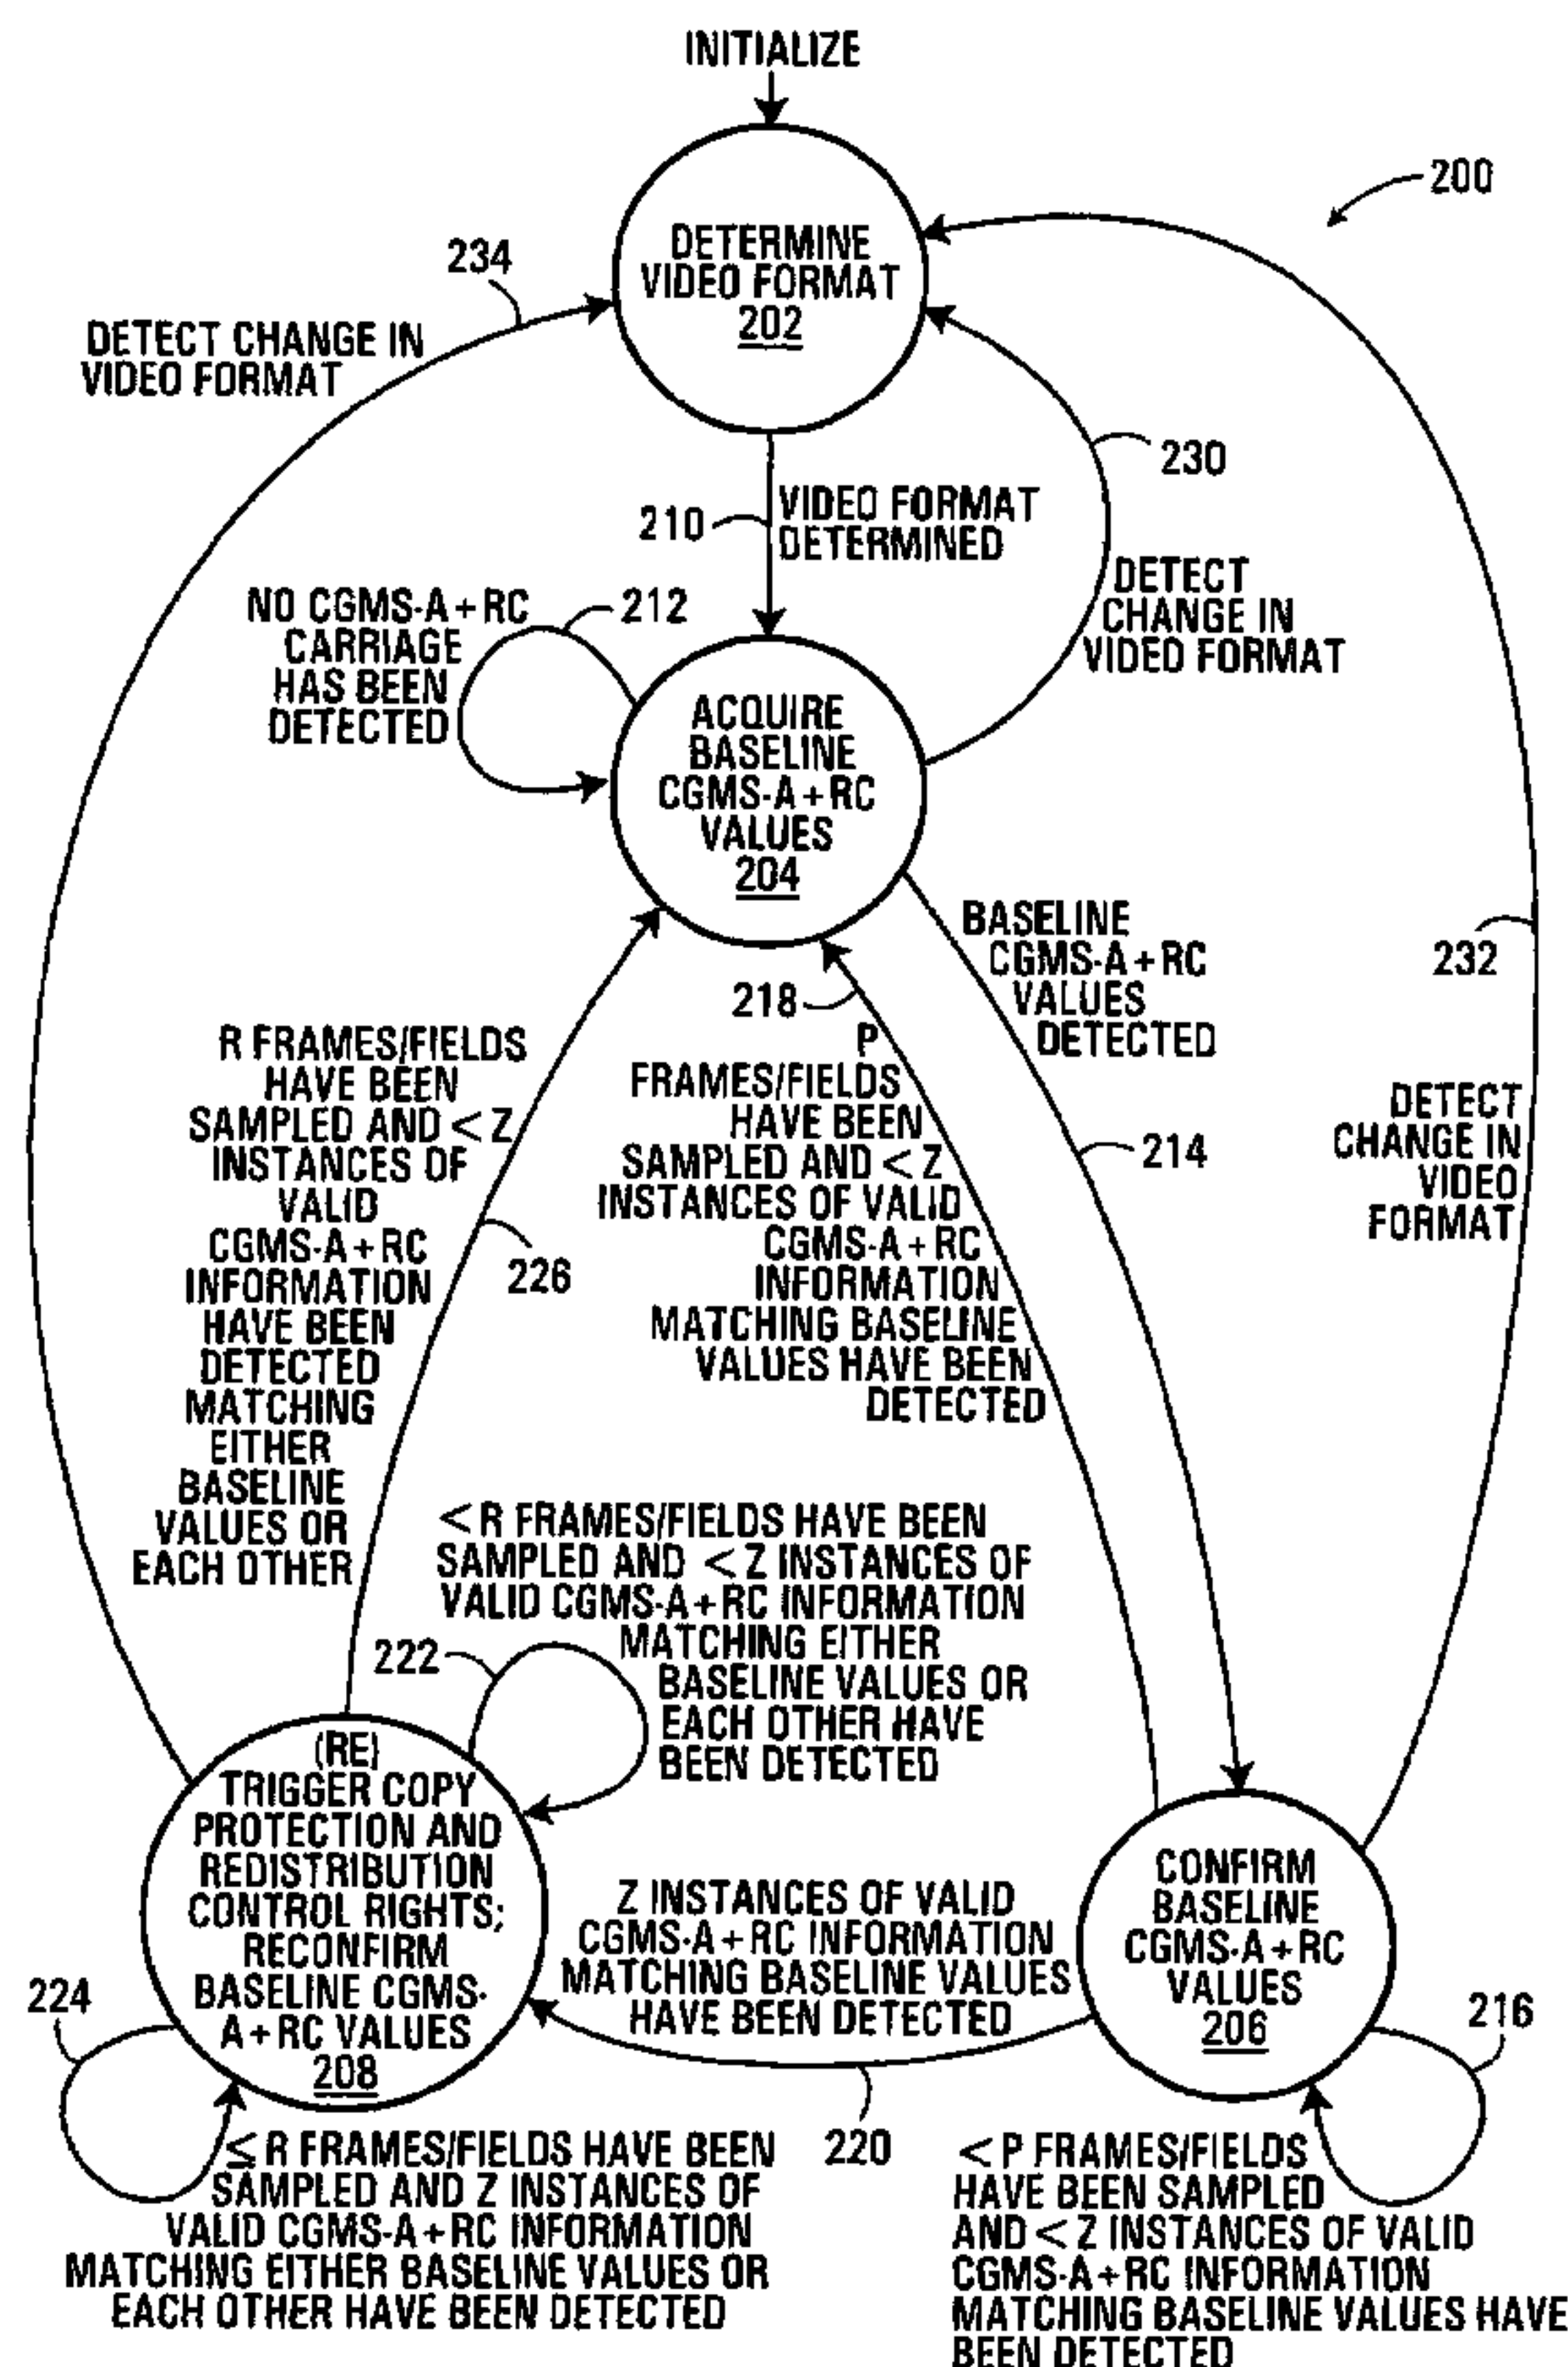 INITIALIZE
200
DETERMINE
VIDEO FORMAT
202
234
DETECT CHANGE IN
VIDEO FORMAT
230
210
VIDEO FORMAT
DETERMINED
DETECT
CHANGE IN
VIDEO FORMAT
NO CGMS-A+RC
CARRIAGE
HAS BEEN
DETECTED
212
ACQUIRE
BASELINE
CGMS-A+RC
VALUES
204
BASELINE
CGMS-A+RC
VALUES
DETECTED
232
218
214
DETECT
CHANGE IN
VIDEO
FORMAT
R FRAMES/FIELDS
HAVE BEEN
SAMPLED AND < Z
INSTANCES OF
VALID
CGMS-A+RC
INFORMATION
HAVE BEEN
DETECTED
MATCHING
EITHER
BASELINE
VALUES OR
EACH OTHER
226
P
FRAMES/FIELDS
HAVE BEEN
SAMPLED AND < Z
INSTANCES OF VALID
CGMS-A+RC
INFORMATION
MATCHING BASELINE
VALUES HAVE BEEN
DETECTED
< R FRAMES/FIELDS HAVE BEEN
SAMPLED AND < Z INSTANCES OF
VALID CGMS-A+RC INFORMATION
MATCHING EITHER
BASELINE VALUES OR
EACH OTHER HAVE
BEEN DETECTED
222
(RE)
TRIGGER COPY
PROTECTION AND
REDISTRIBUTION
CONTROL RIGHTS;
RECONFIRM
BASELINE CGMS-
A+RC VALUES
208
Z INSTANCES OF VALID
CGMS-A+RC INFORMATION
MATCHING BASELINE VALUES
HAVE BEEN DETECTED
220
CONFIRM
BASELINE
CGMS-A+RC
VALUES
206
224
216
≤ R FRAMES/FIELDS HAVE BEEN
SAMPLED AND Z INSTANCES OF
VALID CGMS-A+RC INFORMATION
MATCHING EITHER BASELINE VALUES OR
EACH OTHER HAVE BEEN DETECTED
< P FRAMES/FIELDS
HAVE BEEN SAMPLED
AND < Z INSTANCES OF VALID
CGMS-A+RC INFORMATION
MATCHING BASELINE VALUES HAVE
BEEN DETECTED